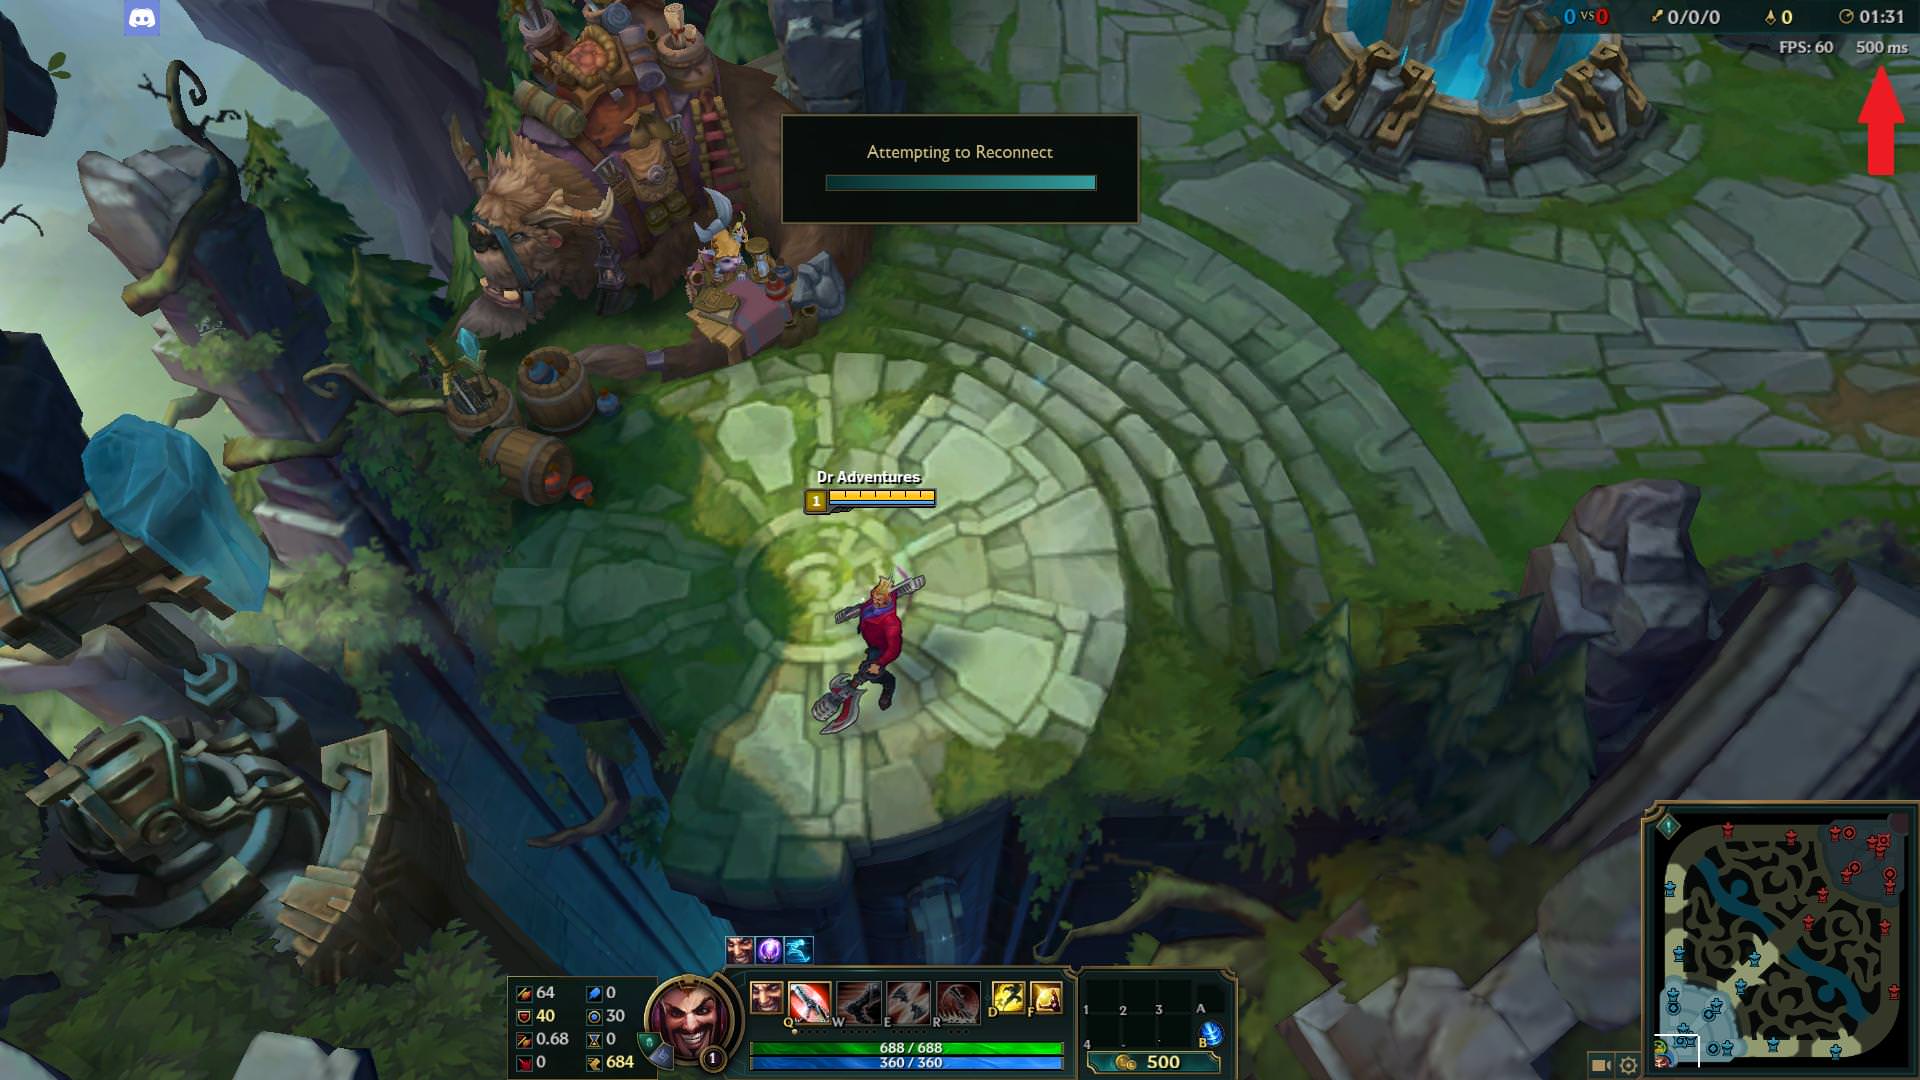 0 VS 0 0/0/0 0 01:31
FPS: 60 500 ms
Attempting to Reconnect
Dr Adventures
1
64 0
40 30
0.68 0
0 684
1
Q W E R D F
688 / 688
360 / 360
1 2 3 A
4 B
500